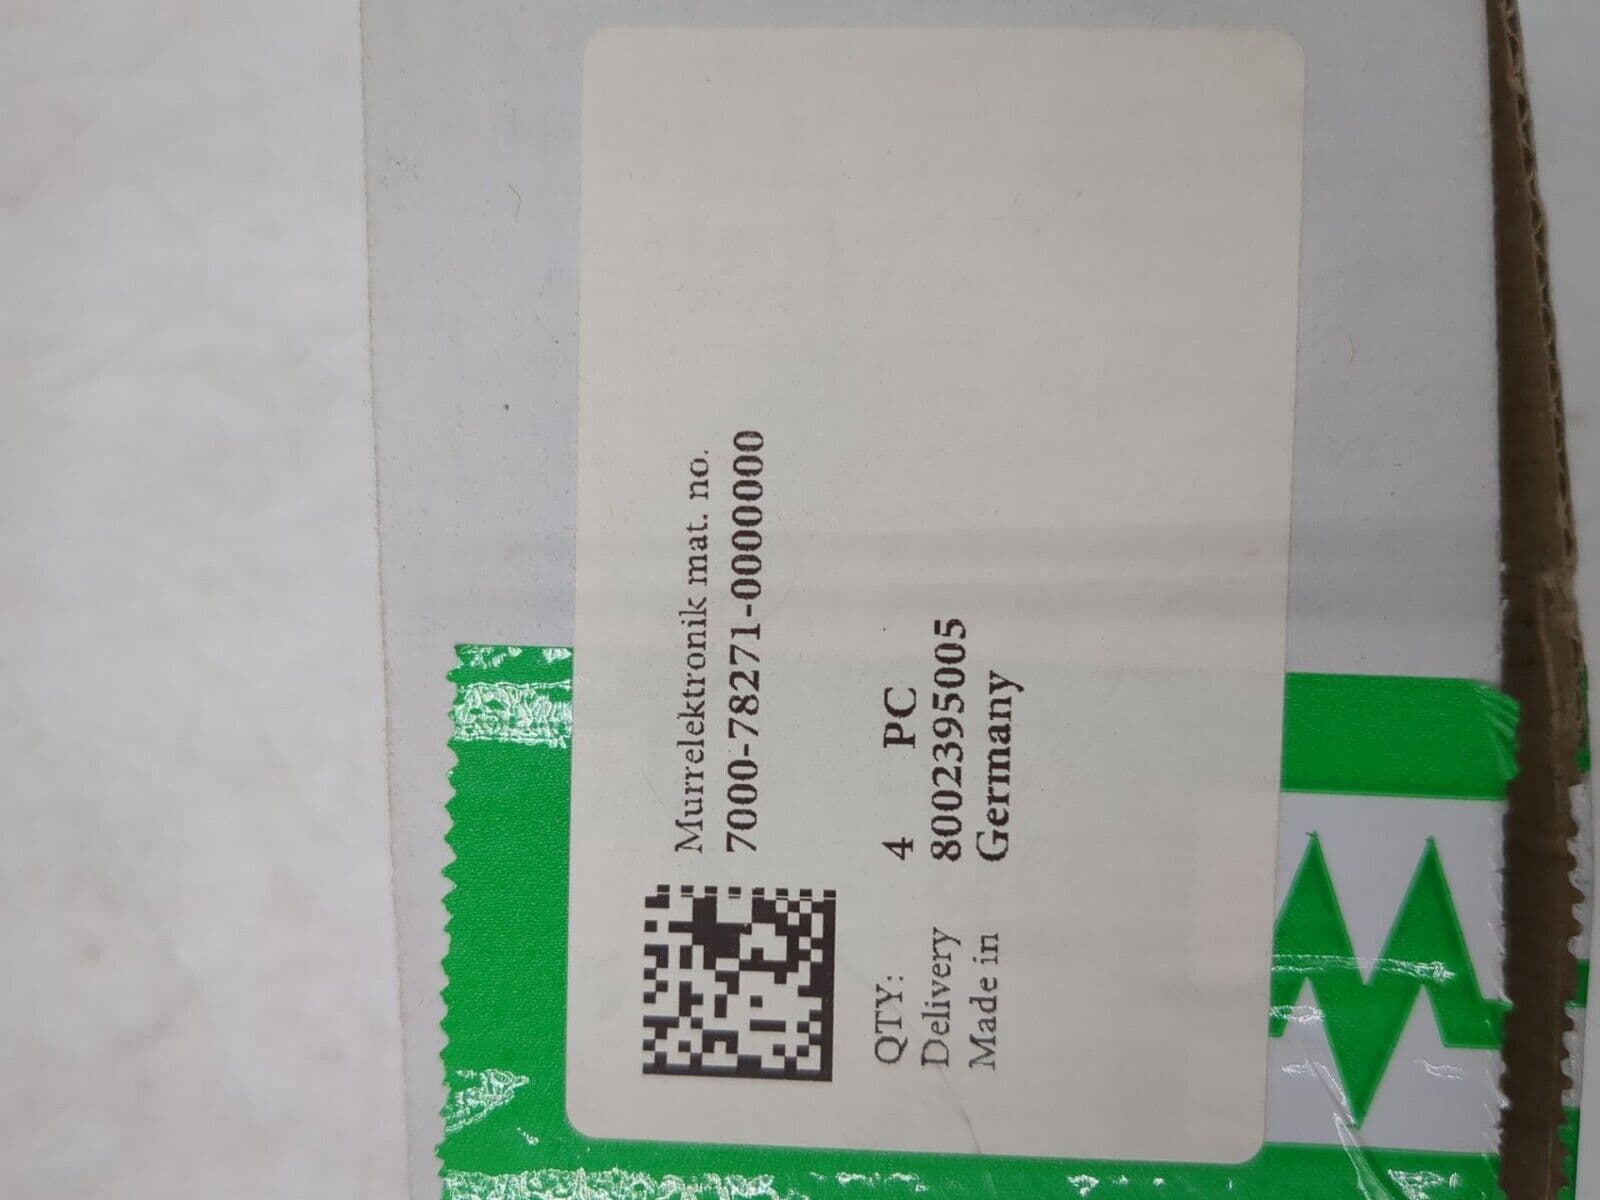 Murrelektronik mat. no.
7000-78271-0000000
QTY: 4 PC
Delivery 8002395005
Made in Germany